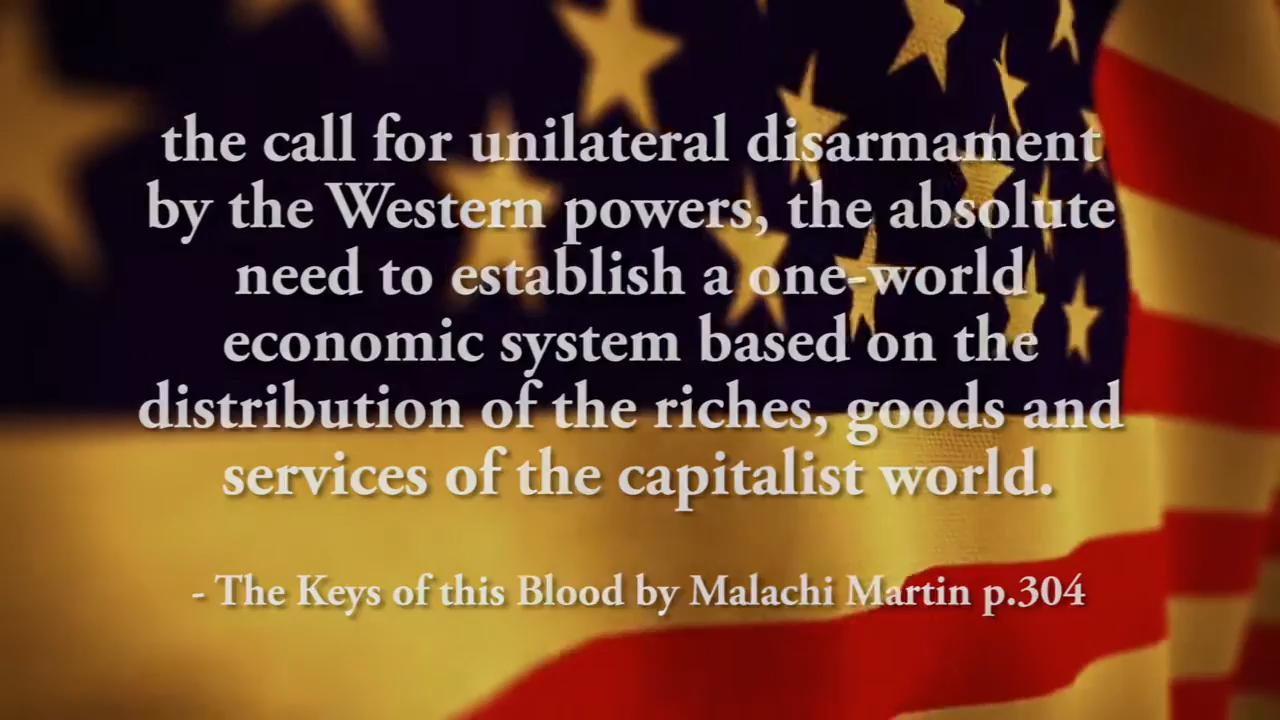 the call for unilateral disarmament
by the Western powers, the absolute
need to establish a one-world
economic system based on the
distribution of the riches, goods and
services of the capitalist world.
- The Keys of this Blood by Malachi Martin p.304